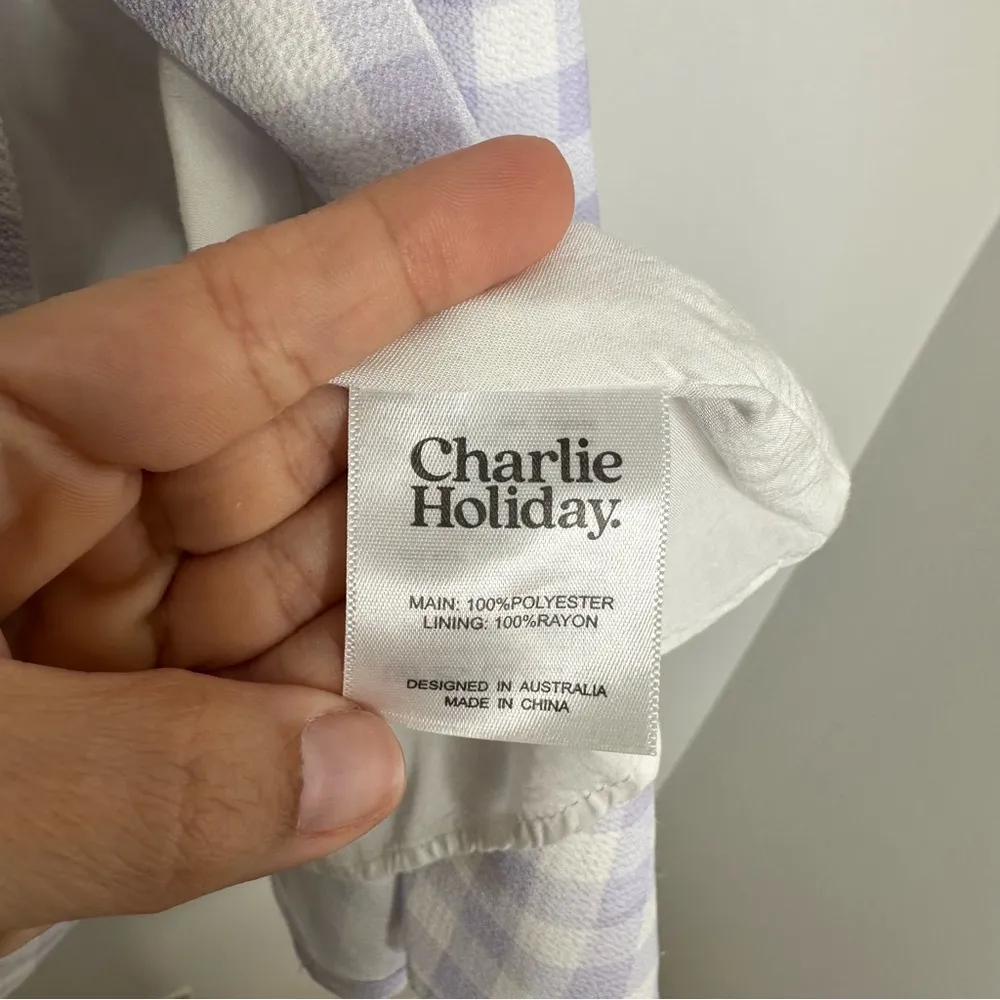 Charlie
Holiday.
MAIN: 100%POLYESTER
LINING: 100%RAYON
DESIGNED IN AUSTRALIA
MADE IN CHINA